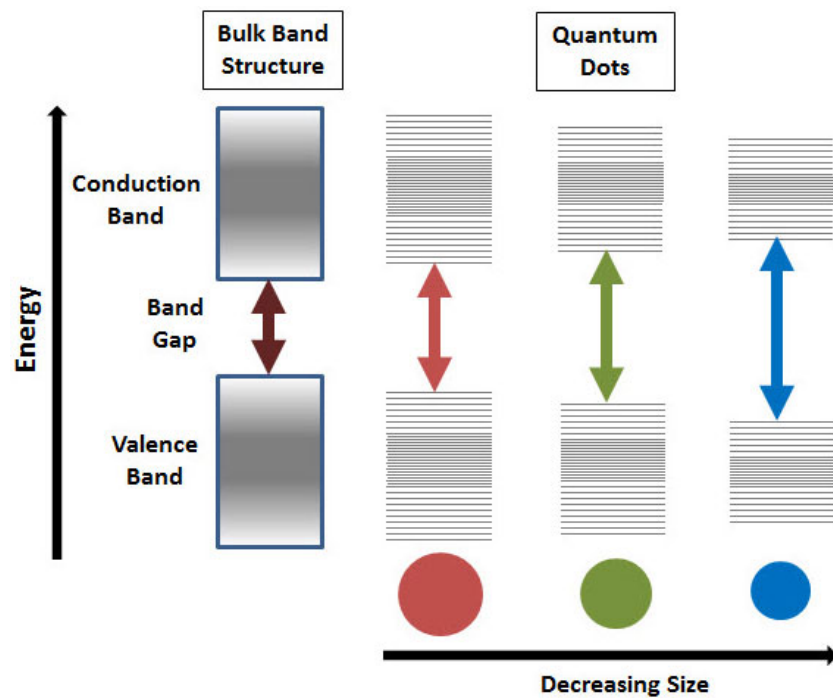 Bulk Band
Structure
Quantum
Dots
Conduction
Band
Band
Gap
Energy
Valence
Band
Decreasing Size